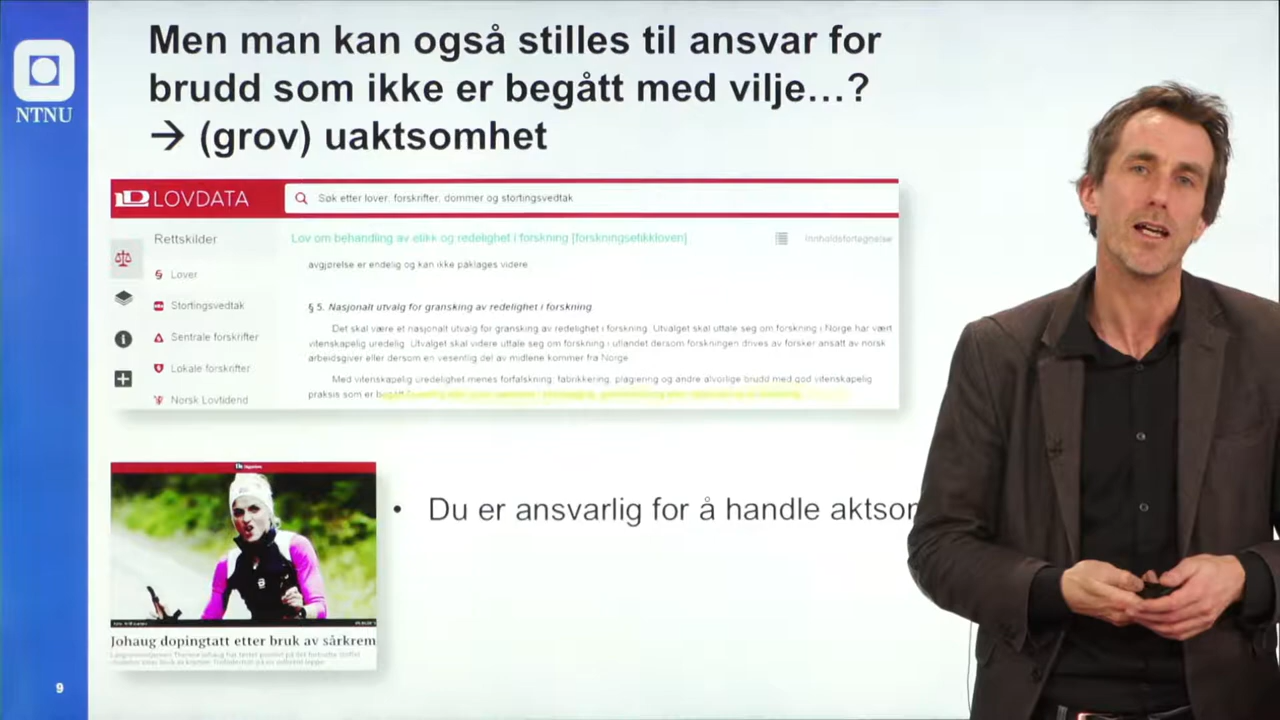 Men man kan også stilles til ansvar for
brudd som ikke er begått med vilje…?
→ (grov) uaktsomhet
NTNU
LOVDATA
Søk etter lover, forskrifter, dommer og stortingsvedtak
Rettskilder
Lov om behandling av etikk og redelighet i forskning [forskningsetikkloven]
Innholdsfortegnelse
avgjørelse er endelig og kan ikke påklages videre
§ Lover
Stortingsvedtak
Sentrale forskrifter
Lokale forskrifter
Norsk Lovtidend
§ 5. Nasjonalt utvalg for gransking av redelighet i forskning
Det skal være et nasjonalt utvalg for gransking av redelighet i forskning. Utvalget skal uttale seg om forskning i Norge har vært
vitenskapelig uredelig. Utvalget skal videre uttale seg om forskning i utlandet dersom forskningen drives av forsker ansatt av norsk
arbeidsgiver eller dersom en vesentlig del av midlene kommer fra Norge
Med vitenskapelig uredelighet menes forfalskning, fabrikkering, plagiering og andre alvorlige brudd med god vitenskapelig
praksis som er
• Du er ansvarlig for å handle aktsor
Johaug dopingtatt etter bruk av sårkrem
9